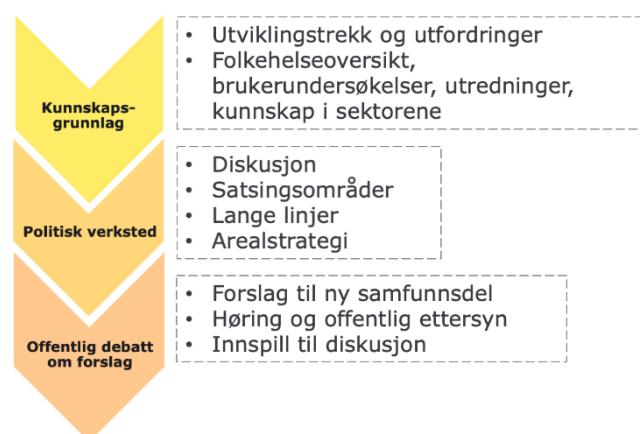 Kunnskaps-
grunnlag
• Utviklingstrekk og utfordringer
• Folkehelseoversikt,
brukerundersøkelser, utredninger,
kunnskap i sektorene
Politisk verksted
• Diskusjon
• Satsingsområder
• Lange linjer
• Arealstrategi
Offentlig debatt
om forslag
• Forslag til ny samfunnsdel
• Høring og offentlig ettersyn
• Innspill til diskusjon